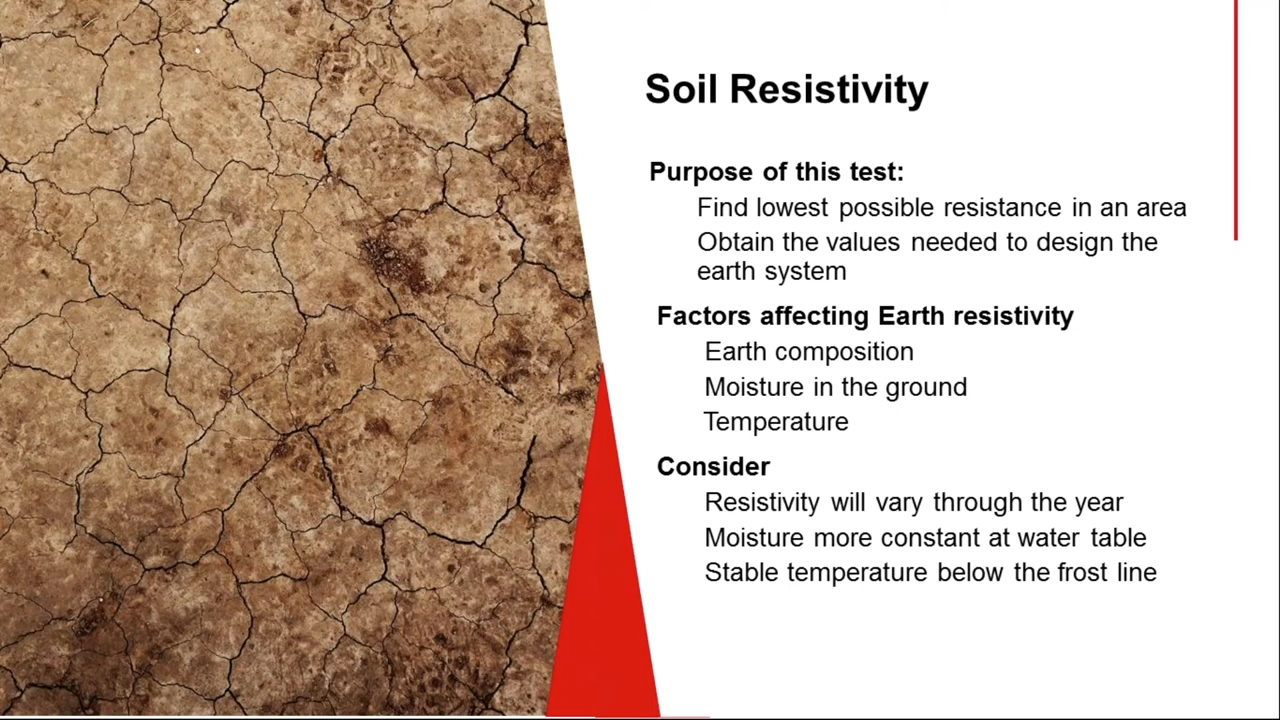 Soil Resistivity
Purpose of this test:
Find lowest possible resistance in an area
Obtain the values needed to design the
earth system
Factors affecting Earth resistivity
Earth composition
Moisture in the ground
Temperature
Consider
Resistivity will vary through the year
Moisture more constant at water table
Stable temperature below the frost line